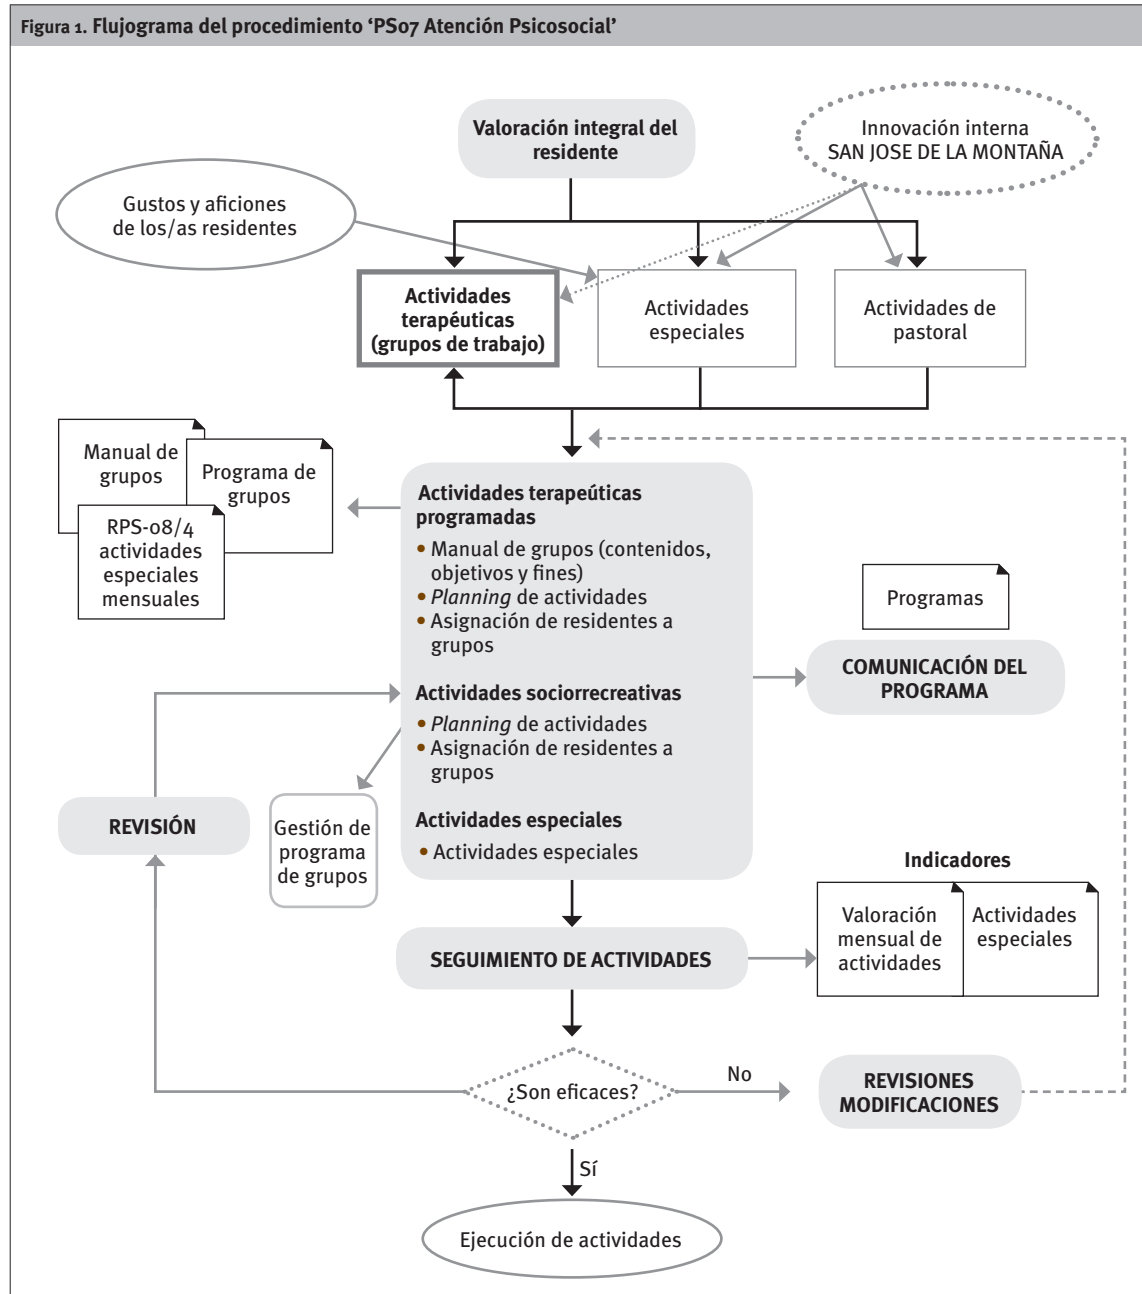 Figura 1. Flujograma del procedimiento ‘PS07 Atención Psicosocial’
Valoración integral del
residente
Innovación interna
SAN JOSE DE LA MONTAÑA
Gustos y aficiones
de los/as residentes
Actividades
terapéuticas
(grupos de trabajo)
Actividades
especiales
Actividades de
pastoral
Manual de
grupos
Programa de
grupos
RPS-08/4
actividades
especiales
mensuales
Actividades terapeúticas
programadas
• Manual de grupos (contenidos,
objetivos y fines)
• Planning de actividades
• Asignación de residentes a
grupos
Actividades sociorrecreativas
• Planning de actividades
• Asignación de residentes a
grupos
Actividades especiales
• Actividades especiales
Programas
COMUNICACIÓN DEL
PROGRAMA
REVISIÓN
Gestión de
programa
de grupos
Indicadores
Valoración
mensual de
actividades
Actividades
especiales
SEGUIMIENTO DE ACTIVIDADES
¿Son eficaces?
No
REVISIONES
MODIFICACIONES
Sí
Ejecución de actividades